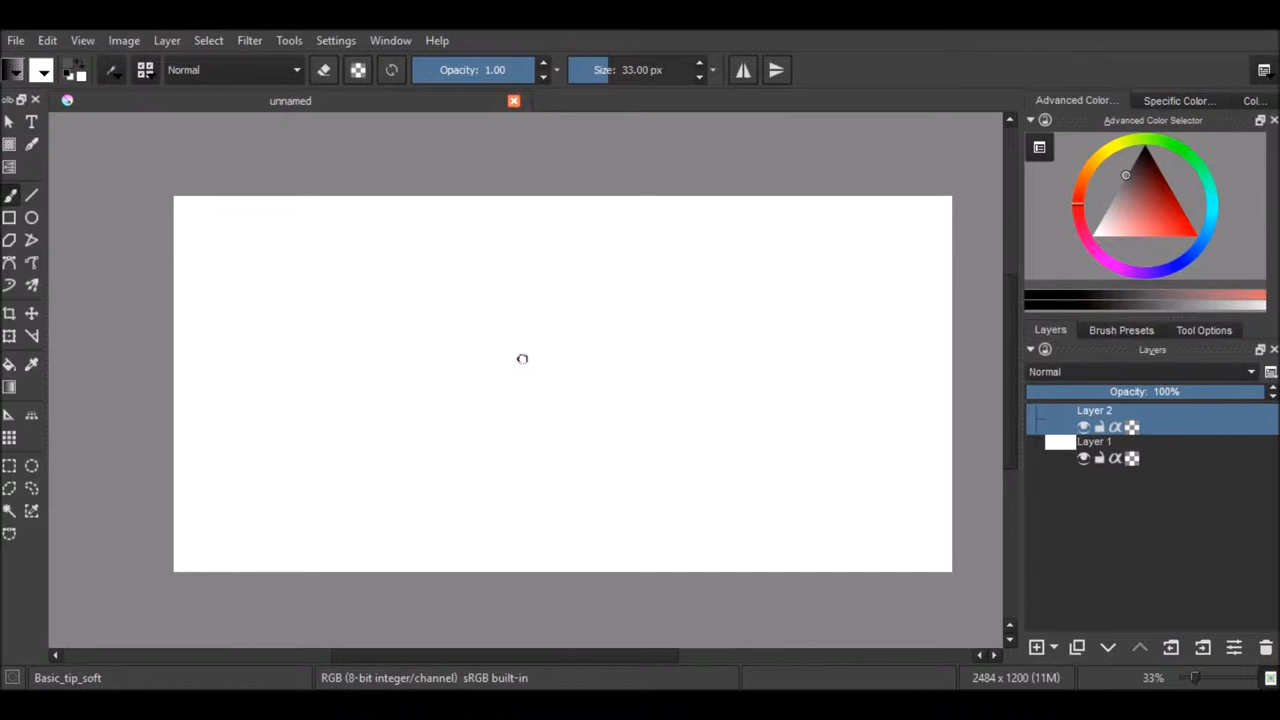 File Edit View Image Layer Select Filter Tools Settings Window Help
Normal Opacity: 1.00 Size: 33.00 px
unnamed
Advanced Color... Specific Color... Col...
Advanced Color Selector
Layers Brush Presets Tool Options
Layers
Normal
Opacity: 100%
Layer 2
Layer 1
Basic_tip_soft RGB (8-bit integer/channel) sRGB built-in 2484 x 1200 (11M) 33%